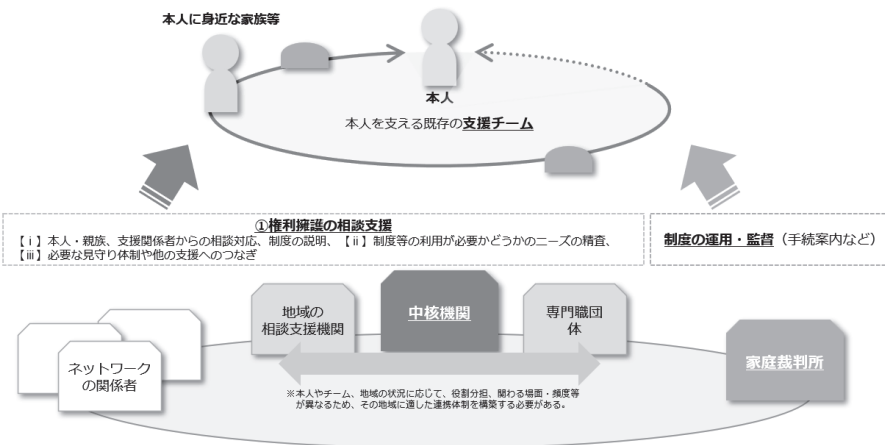 本人に身近な家族等
本人
本人を支える既存の支援チーム
①権利擁護の相談支援
【ⅰ】本人・親族、支援関係者からの相談対応、制度の説明、【ⅱ】制度等の利用が必要かどうかのニーズの精査、
【ⅲ】必要な見守り体制や他の支援へのつなぎ
制度の運用・監督（手続案内など）
地域の
相談支援機関
中核機関
専門職団
体
ネットワーク
の関係者
家庭裁判所
※本人やチーム、地域の状況に応じて、役割分担、関わる場面・頻度等
が異なるため、その地域に適した連携体制を構築する必要がある。